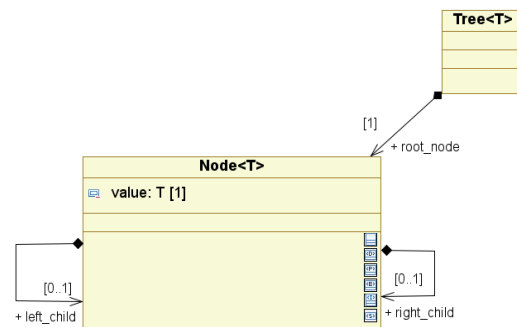 Tree<T>
[1]
+ root_node
Node<T>
value: T [1]
[0..1]
+ left_child
[0..1]
+ right_child